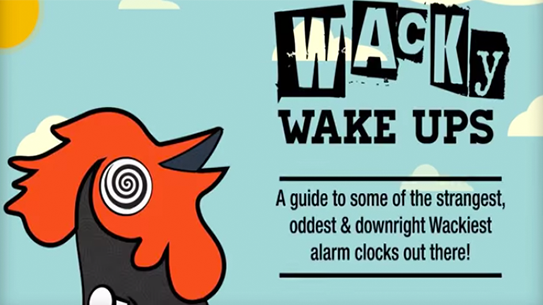 WACKy
WAKE UPS
A guide to some of the strangest,
oddest & downright Wackiest
alarm clocks out there!